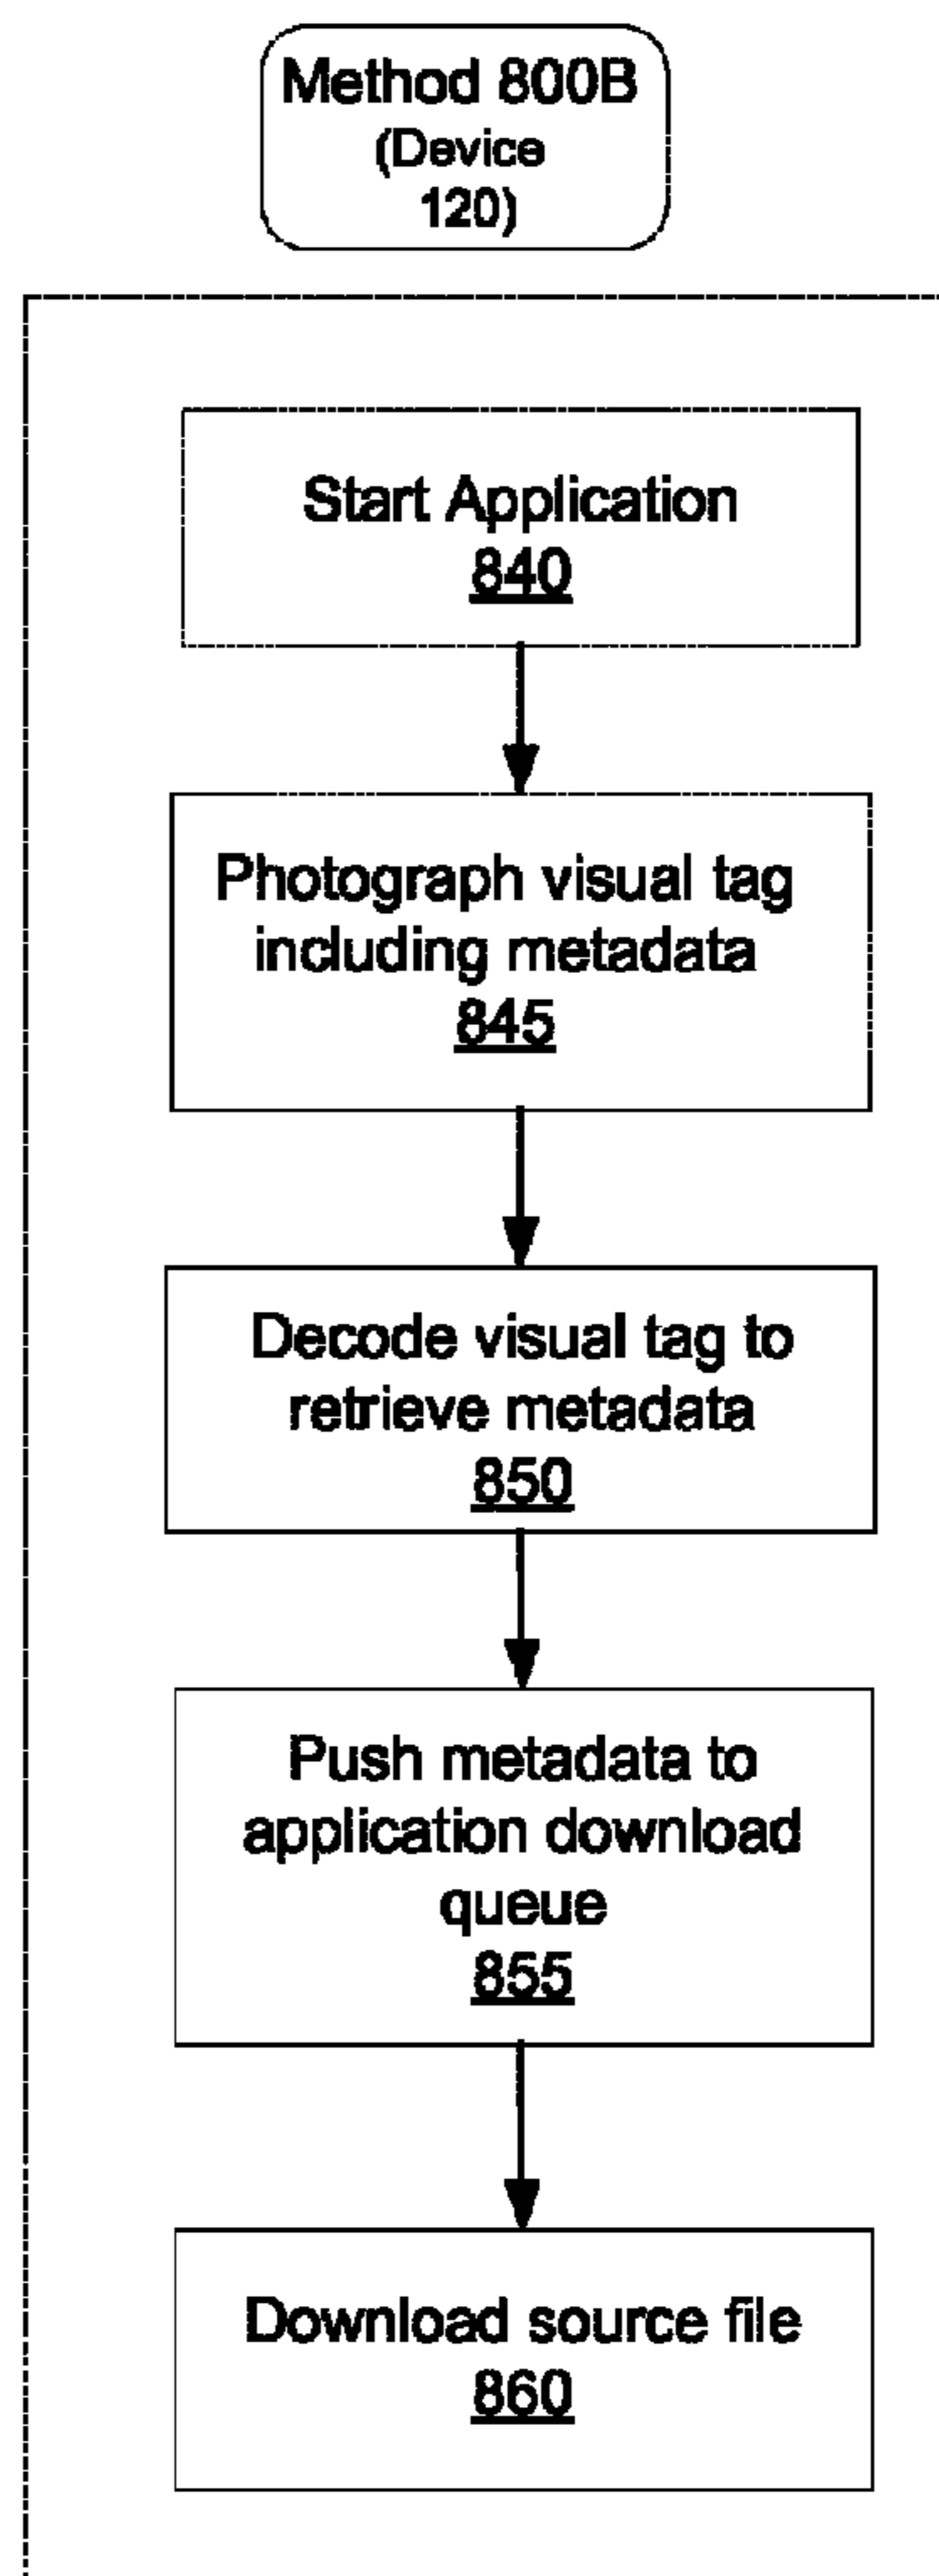 Method 800B
(Device
120)
Start Application
840
Photograph visual tag
including metadata
845
Decode visual tag to
retrieve metadata
850
Push metadata to
application download
queue
855
Download source file
860